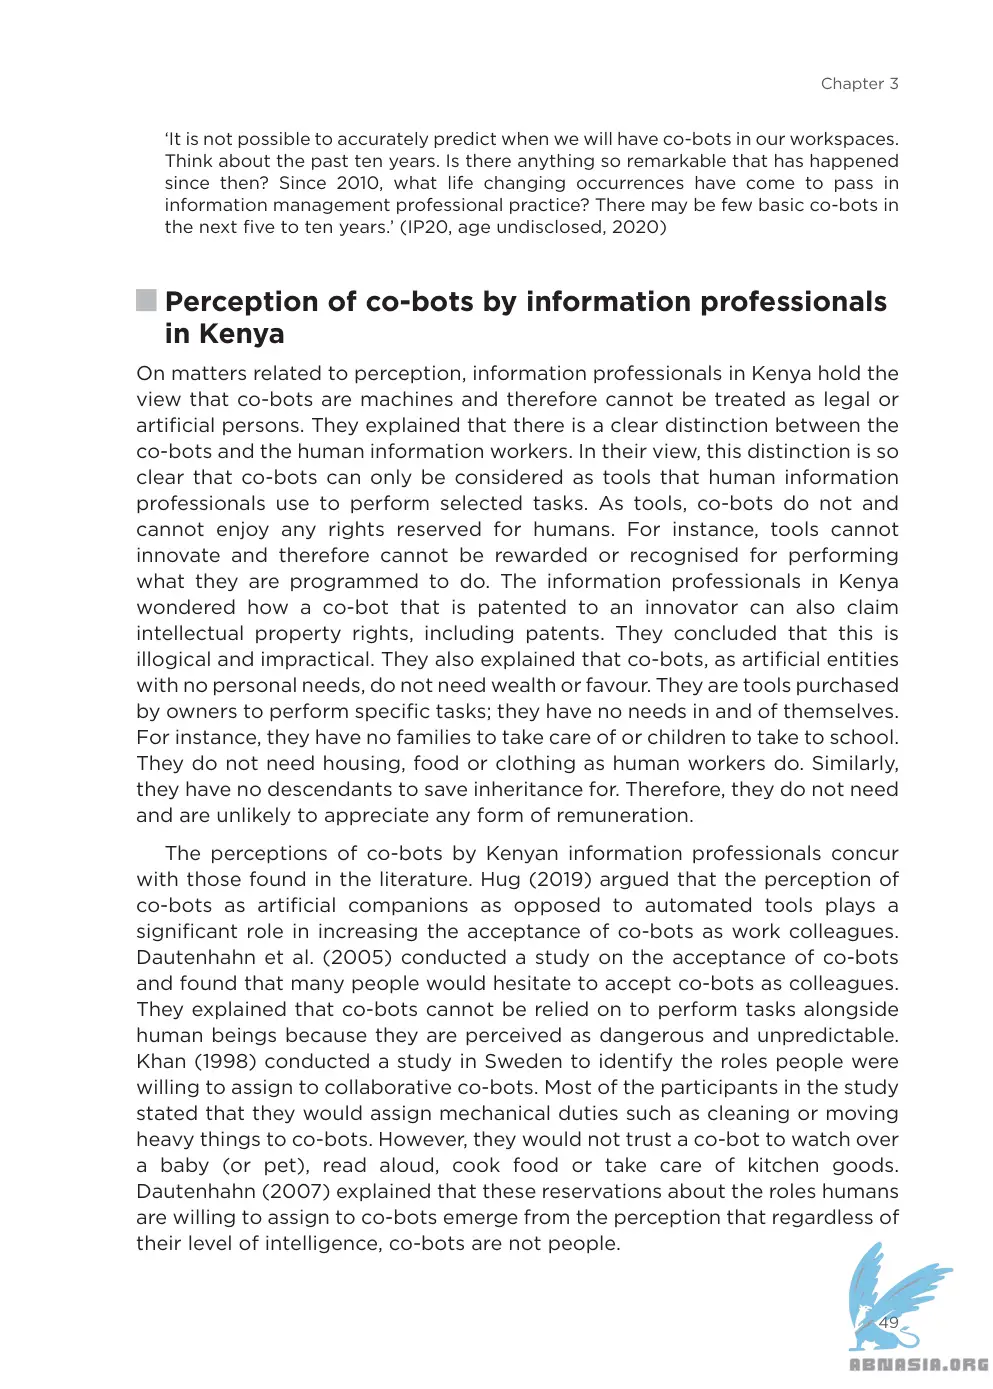 Chapter 3
‘It is not possible to accurately predict when we will have co-bots in our workspaces.
Think about the past ten years. Is there anything so remarkable that has happened
since then? Since 2010, what life changing occurrences have come to pass in
information management professional practice? There may be few basic co-bots in
the next five to ten years.’ (IP20, age undisclosed, 2020)
Perception of co-bots by information professionals
in Kenya
On matters related to perception, information professionals in Kenya hold the
view that co-bots are machines and therefore cannot be treated as legal or
artificial persons. They explained that there is a clear distinction between the
co-bots and the human information workers. In their view, this distinction is so
clear that co-bots can only be considered as tools that human information
professionals use to perform selected tasks. As tools, co-bots do not and
cannot enjoy any rights reserved for humans. For instance, tools cannot
innovate and therefore cannot be rewarded or recognised for performing
what they are programmed to do. The information professionals in Kenya
wondered how a co-bot that is patented to an innovator can also claim
intellectual property rights, including patents. They concluded that this is
illogical and impractical. They also explained that co-bots, as artificial entities
with no personal needs, do not need wealth or favour. They are tools purchased
by owners to perform specific tasks; they have no needs in and of themselves.
For instance, they have no families to take care of or children to take to school.
They do not need housing, food or clothing as human workers do. Similarly,
they have no descendants to save inheritance for. Therefore, they do not need
and are unlikely to appreciate any form of remuneration.
The perceptions of co-bots by Kenyan information professionals concur
with those found in the literature. Hug (2019) argued that the perception of
co-bots as artificial companions as opposed to automated tools plays a
significant role in increasing the acceptance of co-bots as work colleagues.
Dautenhahn et al. (2005) conducted a study on the acceptance of co-bots
and found that many people would hesitate to accept co-bots as colleagues.
They explained that co-bots cannot be relied on to perform tasks alongside
human beings because they are perceived as dangerous and unpredictable.
Khan (1998) conducted a study in Sweden to identify the roles people were
willing to assign to collaborative co-bots. Most of the participants in the study
stated that they would assign mechanical duties such as cleaning or moving
heavy things to co-bots. However, they would not trust a co-bot to watch over
a baby (or pet), read aloud, cook food or take care of kitchen goods.
Dautenhahn (2007) explained that these reservations about the roles humans
are willing to assign to co-bots emerge from the perception that regardless of
their level of intelligence, co-bots are not people.
49
ABNASIA.ORG